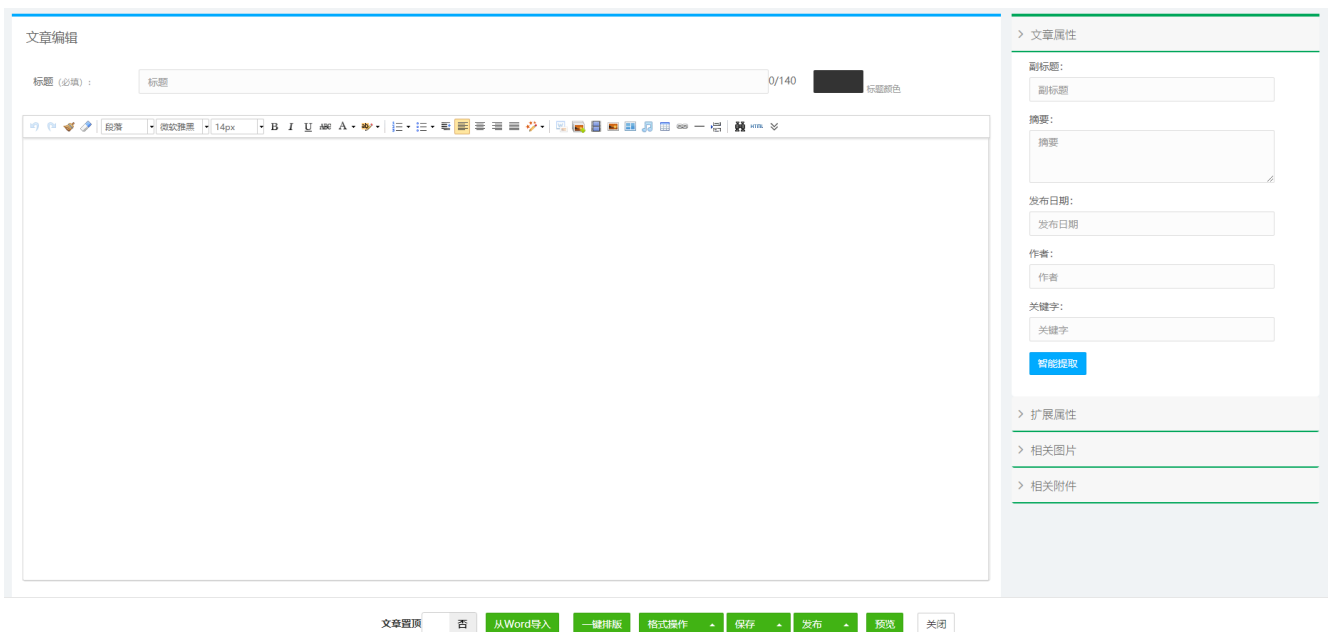 文章编辑
标题（必填）：
标题
0/140
标题颜色
段落 微软雅黑 14px B I U ABC A ab HTML
文章属性
副标题：
副标题
摘要：
摘要
发布日期：
发布日期
作者：
作者
关键字：
关键字
智能提取
扩展属性
相关图片
相关附件
文章置顶 否 从Word导入 一键排版 格式操作 保存 发布 预览 关闭